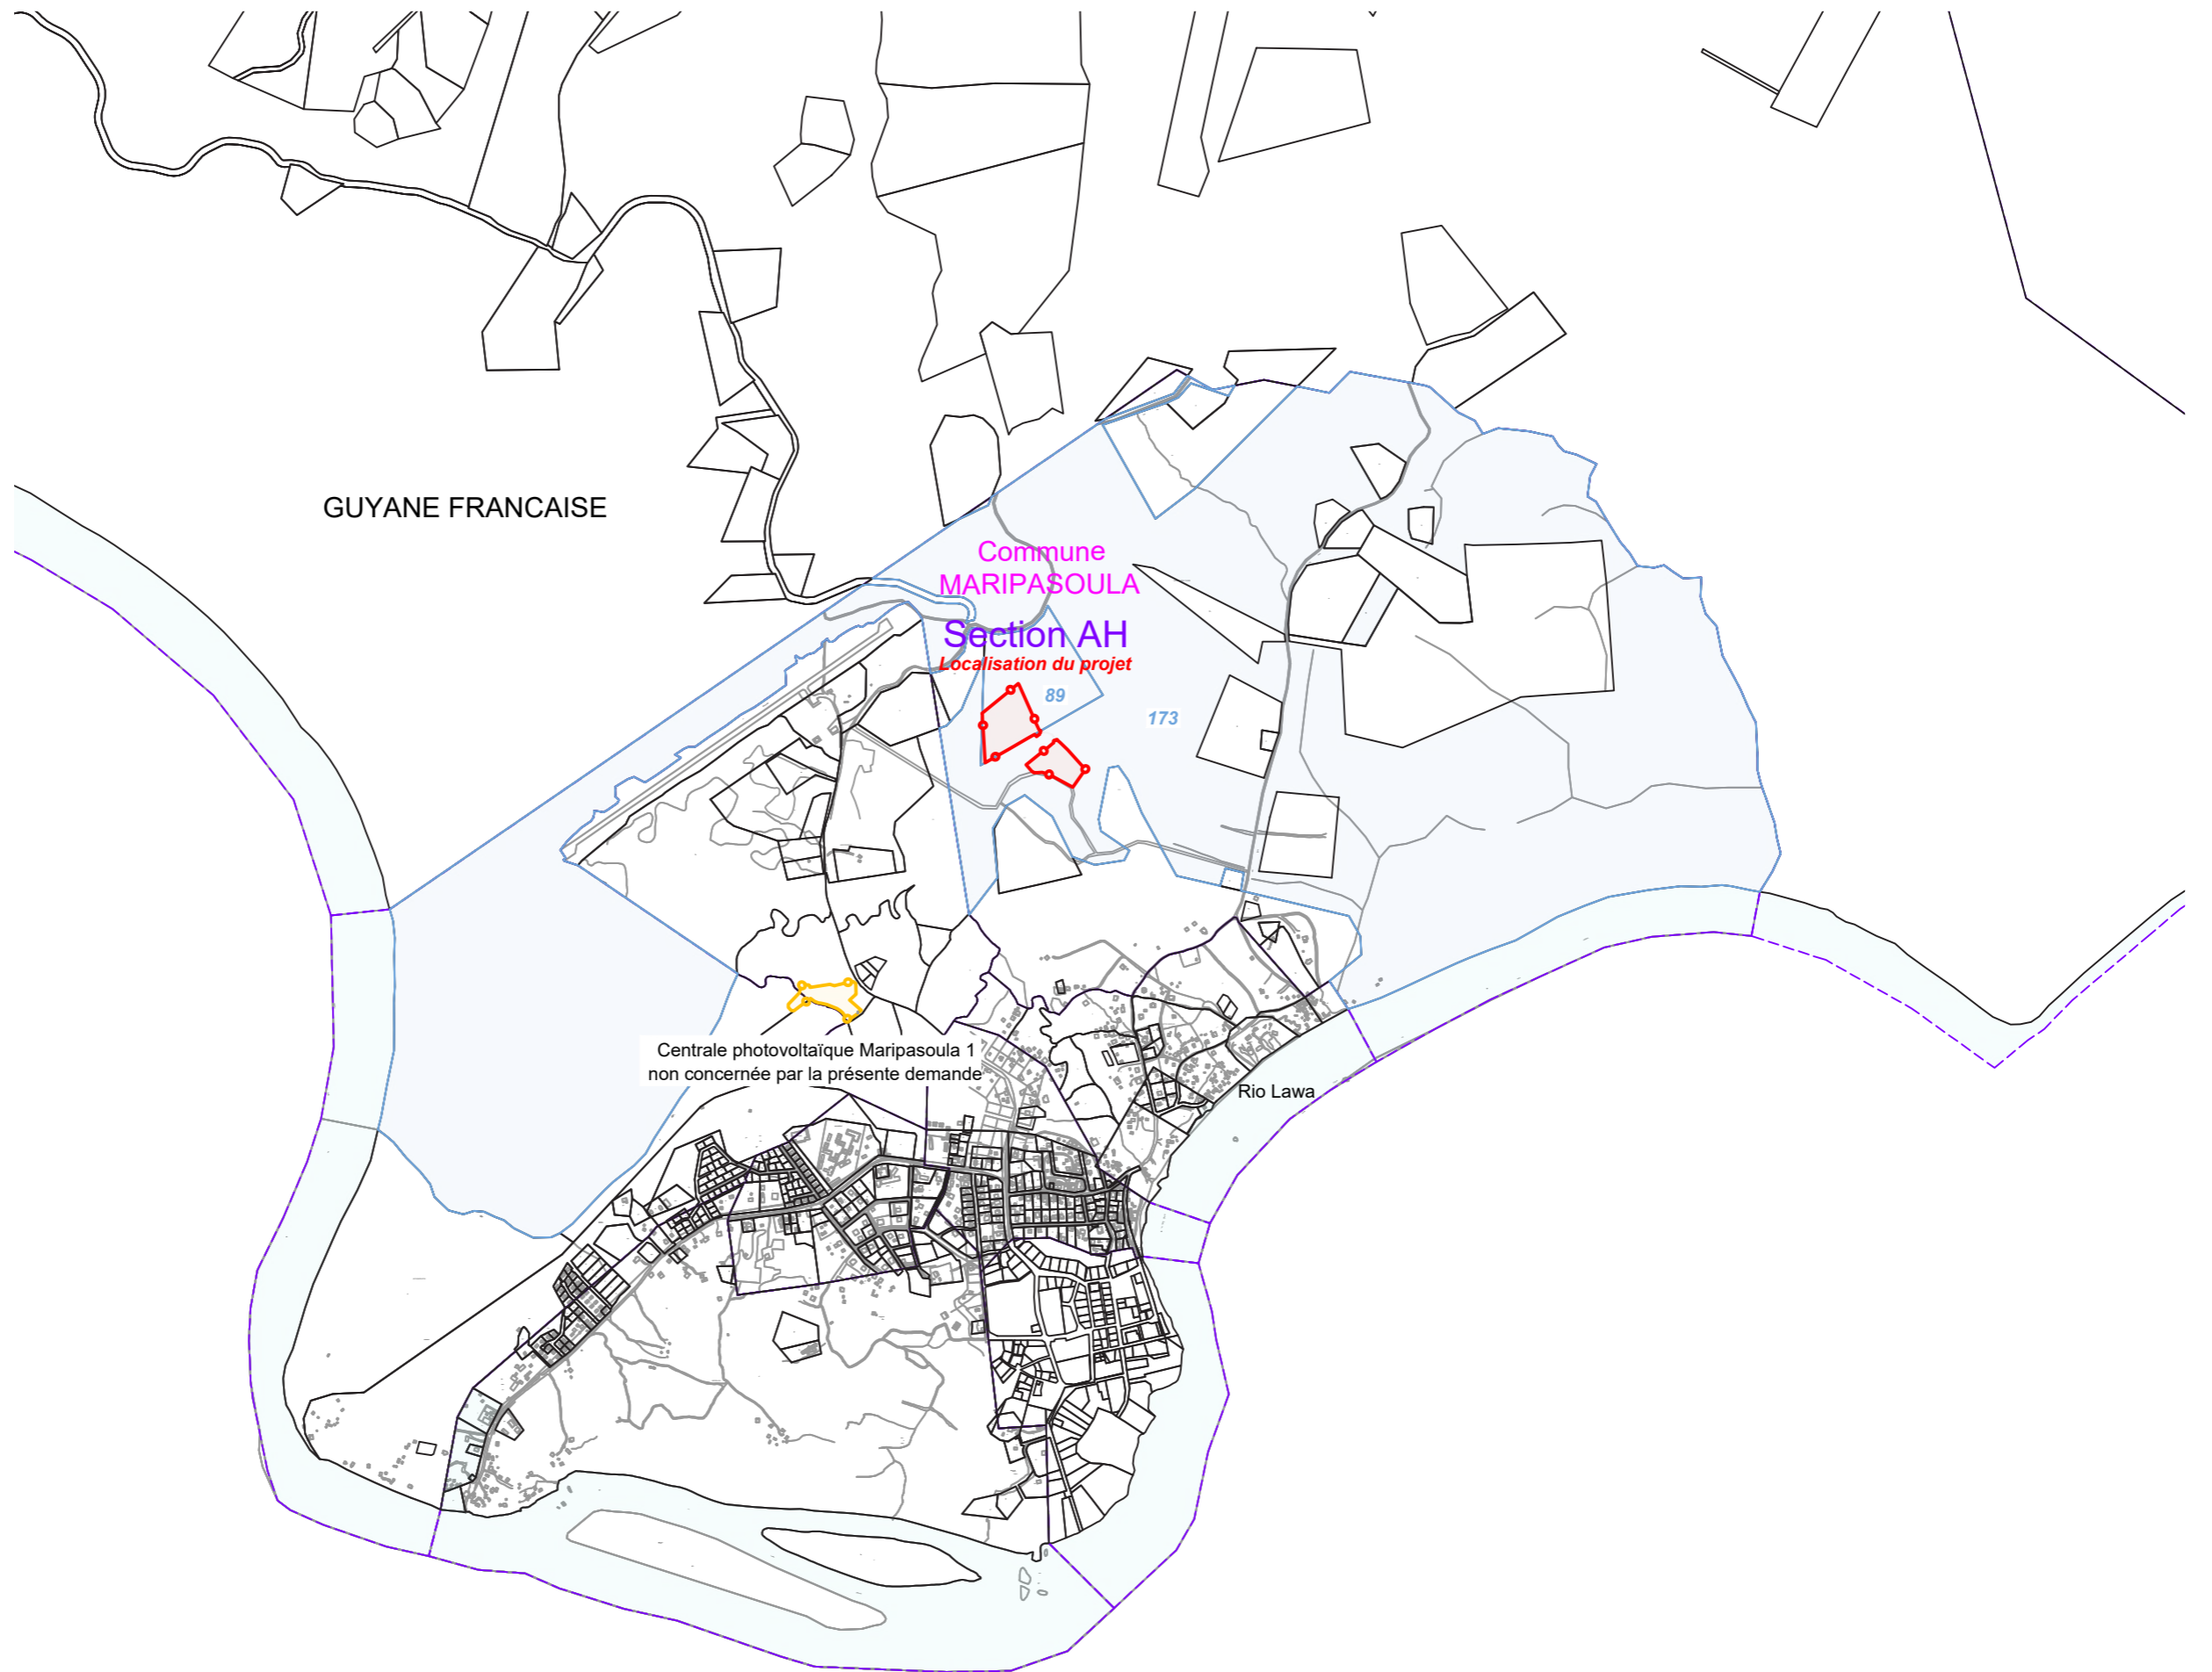 GUYANE FRANCAISE
Commune
MARIPASOULA
Section AH
Localisation du projet
89
173
Centrale photovoltaïque Maripasoula 1
non concernée par la présente demande
Rio Lawa